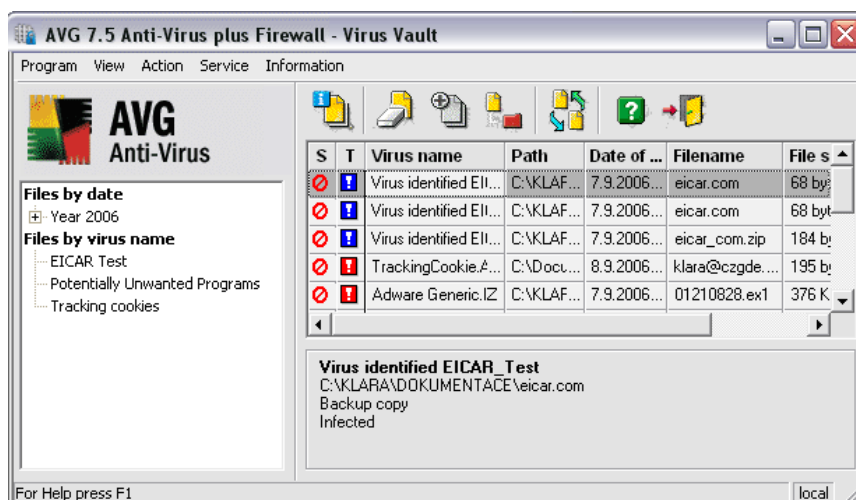 AVG 7.5 Anti-Virus plus Firewall - Virus Vault
Program View Action Service Information
AVG
Anti-Virus
Files by date
Year 2006
Files by virus name
EICAR Test
Potentially Unwanted Programs
Tracking cookies
S T Virus name Path Date of ... Filename File s
Virus identified EI(... C:\KLAF... 7.9.2006... eicar.com 68 by
Virus identified EI(... C:\KLAF... 7.9.2006... eicar.com 68 byt
Virus identified EI(... C:\KLAF... 7.9.2006... eicar_com.zip 184 by
TrackingCookie.A... C:\Docu... 8.9.2006... klara@czgde.... 195 by
Adware Generic.IZ C:\KLAF... 7.9.2006... 01210828.ex1 376 K
Virus identified EICAR_Test
C:\KLARA\DOKUMENTACE\eicar.com
Backup copy
Infected
For Help press F1
local